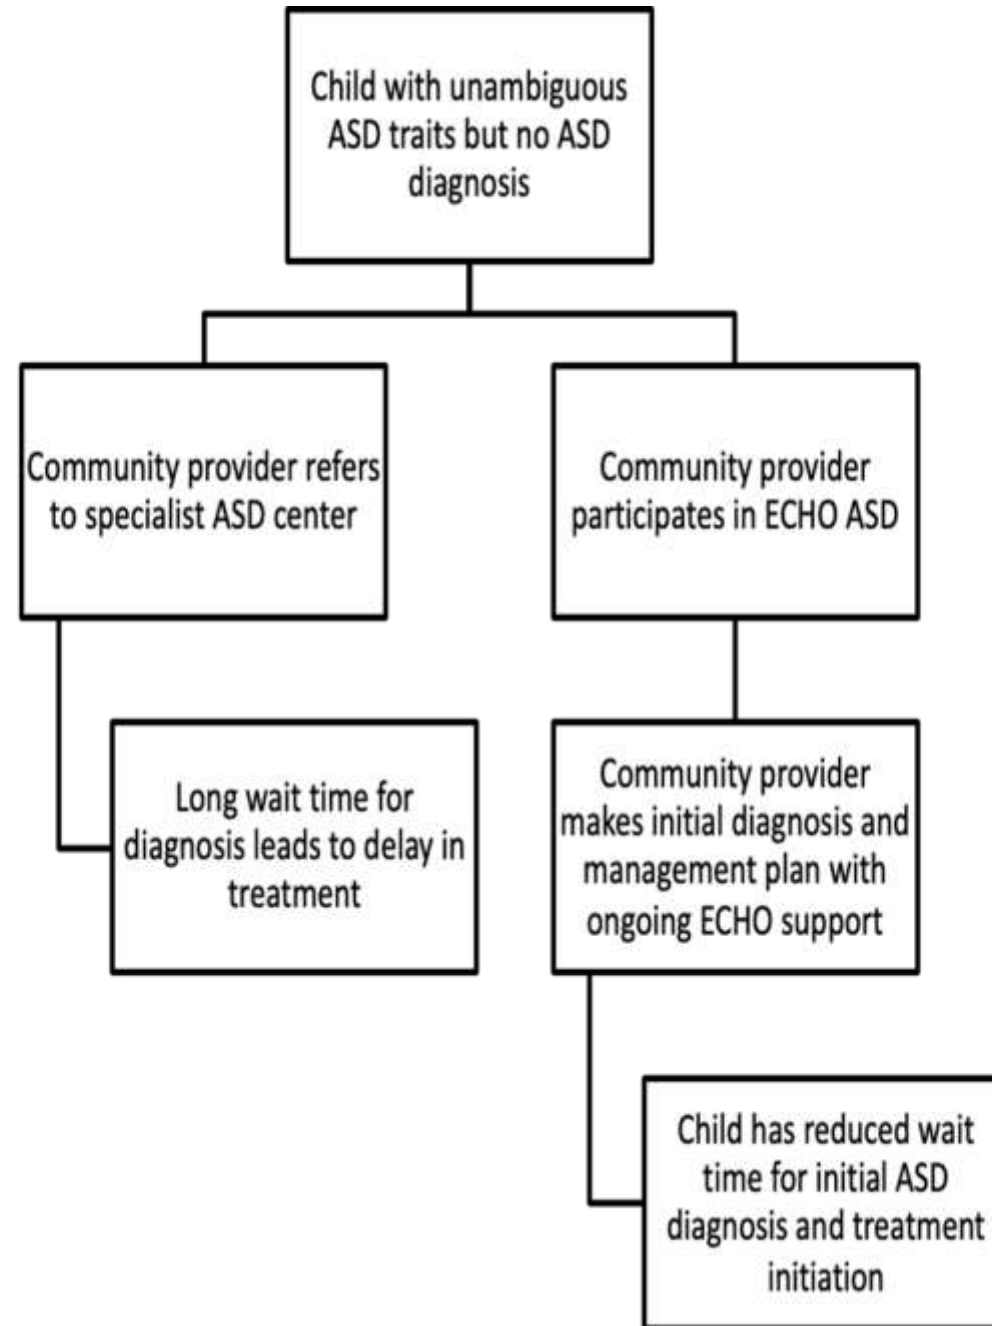 Child with unambiguous
ASD traits but no ASD
diagnosis
Community provider refers
to specialist ASD center
Community provider
participates in ECHO ASD
Long wait time for
diagnosis leads to delay in
treatment
Community provider
makes initial diagnosis and
management plan with
ongoing ECHO support
Child has reduced wait
time for initial ASD
diagnosis and treatment
initiation